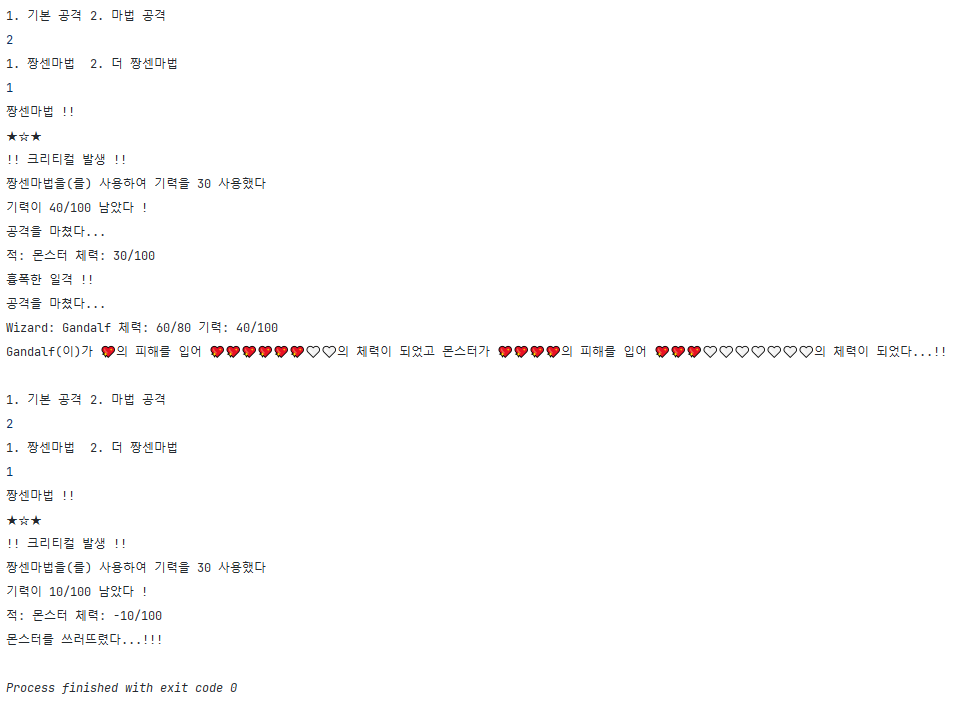 1. 기본 공격 2. 마법 공격
2
1. 짱센마법  2. 더 짱센마법
1
짱센마법 !!
★☆★
!! 크리티컬 발생 !!
짱센마법을(를) 사용하여 기력을 30 사용했다
기력이 40/100 남았다 !
공격을 마쳤다...
적: 몬스터 체력: 30/100
흉폭한 일격 !!
공격을 마쳤다...
Wizard: Gandalf 체력: 60/80 기력: 40/100
Gandalf(이)가 💘의 피해를 입어 💘💘💘💘💘💘🤍🤍의 체력이 되었고 몬스터가 💘💘💘💘의 피해를 입어 💘💘💘🤍🤍🤍🤍🤍🤍🤍의 체력이 되었다...!!
1. 기본 공격 2. 마법 공격
2
1. 짱센마법  2. 더 짱센마법
1
짱센마법 !!
★☆★
!! 크리티컬 발생 !!
짱센마법을(를) 사용하여 기력을 30 사용했다
기력이 10/100 남았다 !
적: 몬스터 체력: -10/100
몬스터를 쓰러뜨렸다...!!!
Process finished with exit code 0